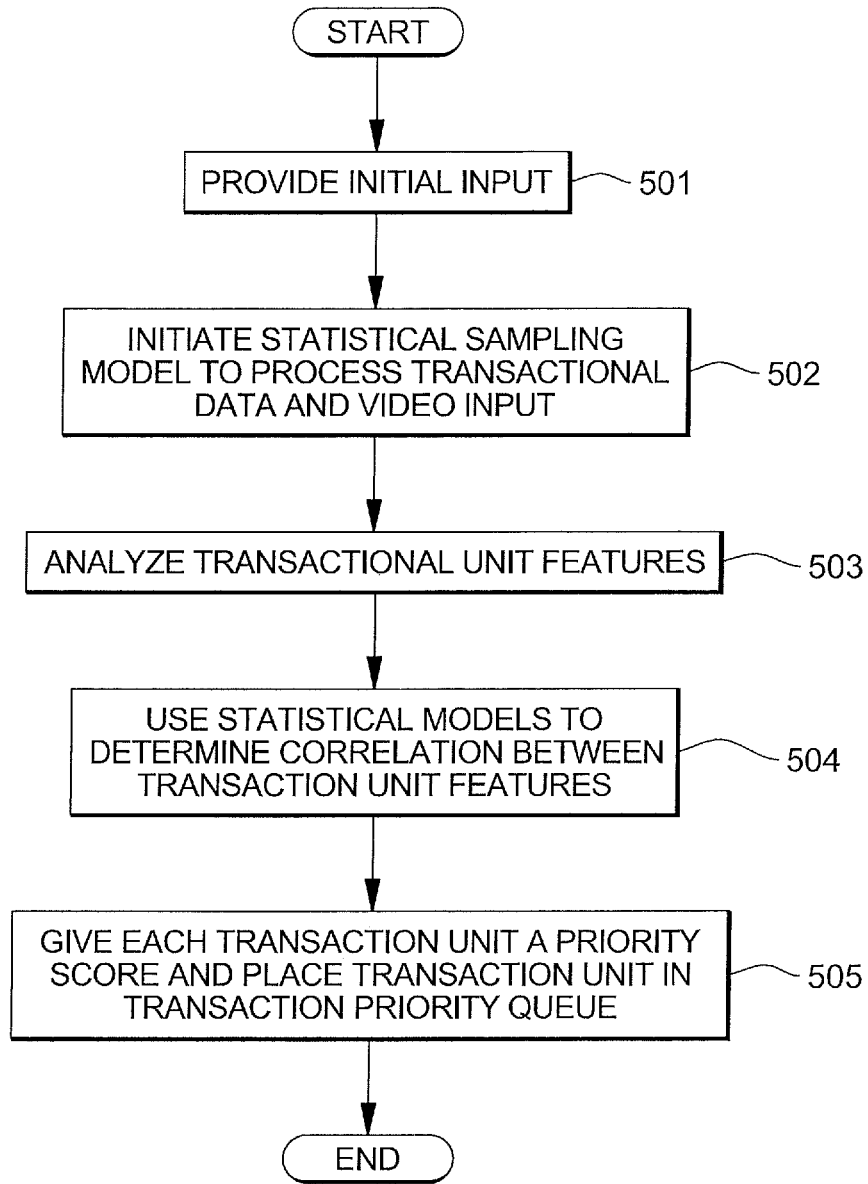 START
PROVIDE INITIAL INPUT
501
INITIATE STATISTICAL SAMPLING
MODEL TO PROCESS TRANSACTIONAL
DATA AND VIDEO INPUT
502
ANALYZE TRANSACTIONAL UNIT FEATURES
503
USE STATISTICAL MODELS TO
DETERMINE CORRELATION BETWEEN
TRANSACTION UNIT FEATURES
504
GIVE EACH TRANSACTION UNIT A PRIORITY
SCORE AND PLACE TRANSACTION UNIT IN
TRANSACTION PRIORITY QUEUE
505
END